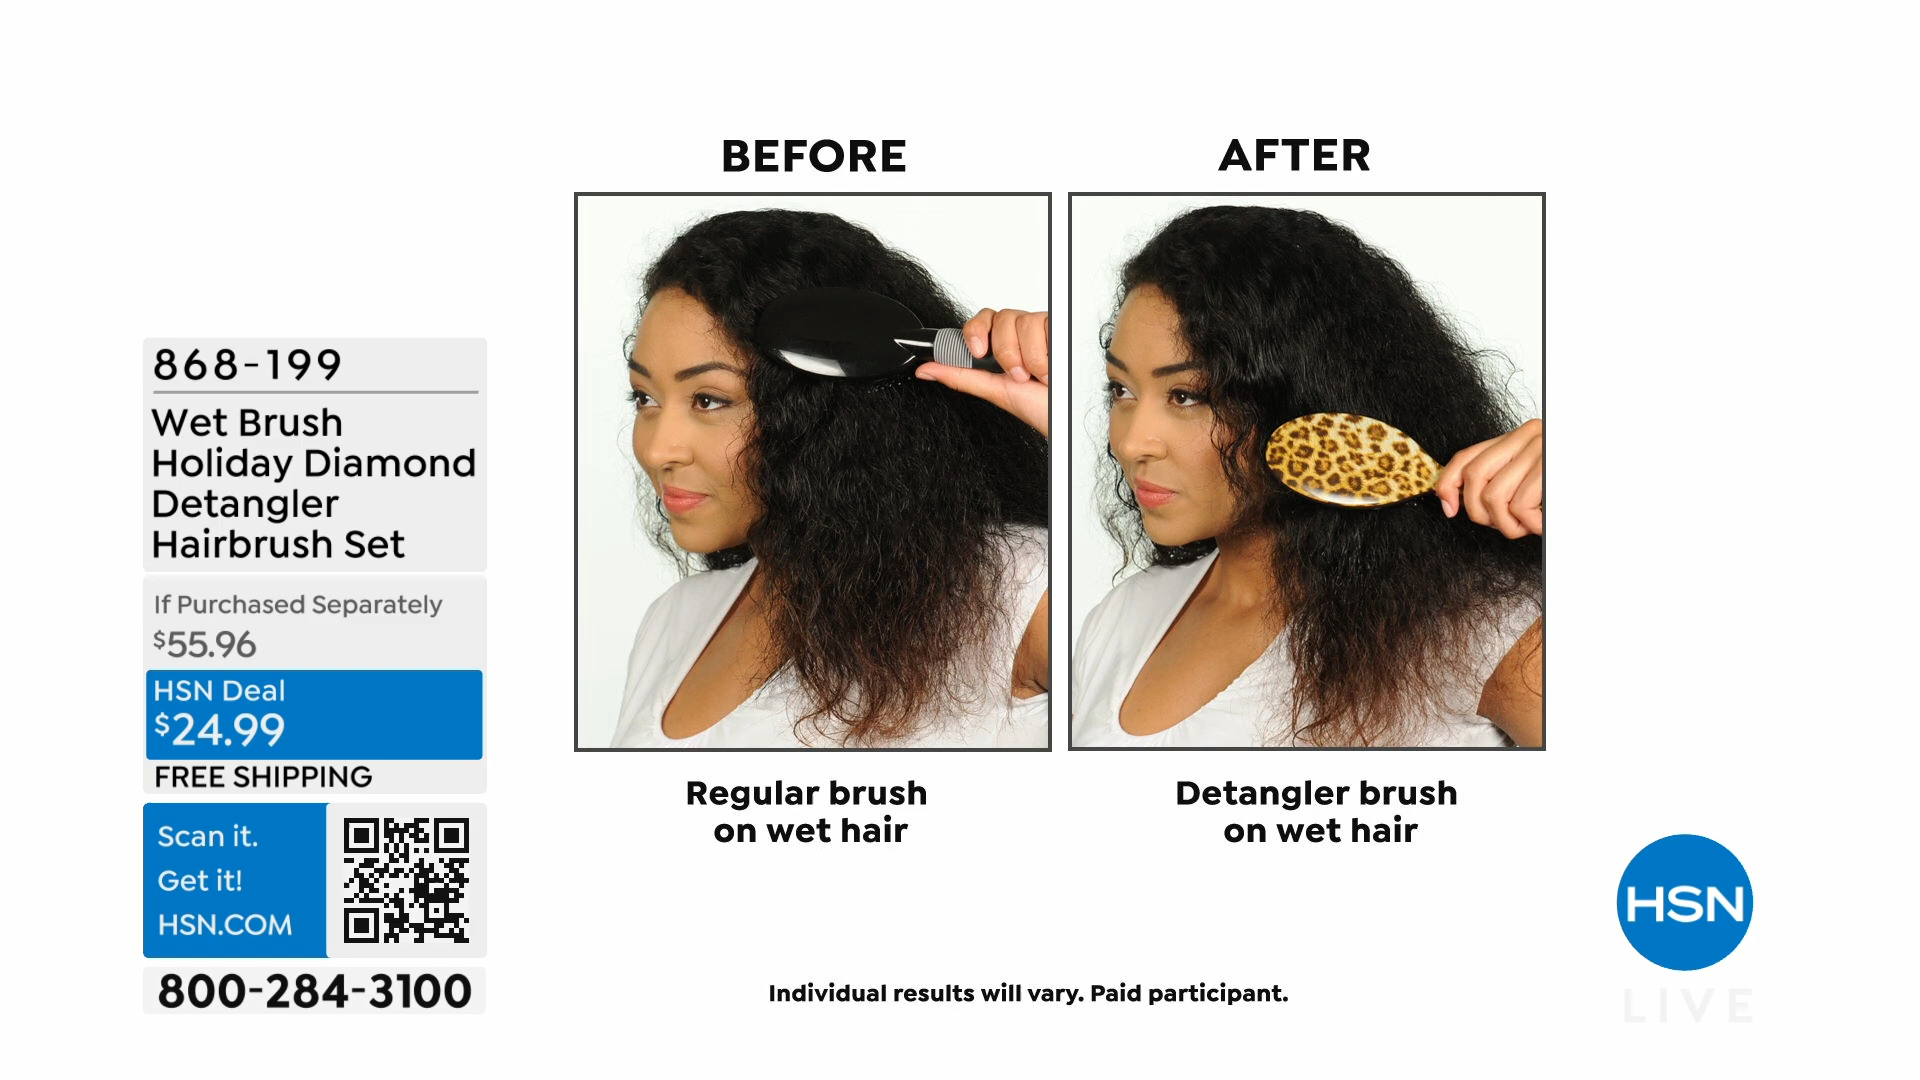 BEFORE
AFTER
868-199
Wet Brush
Holiday Diamond
Detangler
Hairbrush Set
If Purchased Separately
$55.96
HSN Deal
$24.99
FREE SHIPPING
Scan it.
Get it!
HSN.COM
800-284-3100
Regular brush
on wet hair
Detangler brush
on wet hair
Individual results will vary. Paid participant.
HSN
LIVE